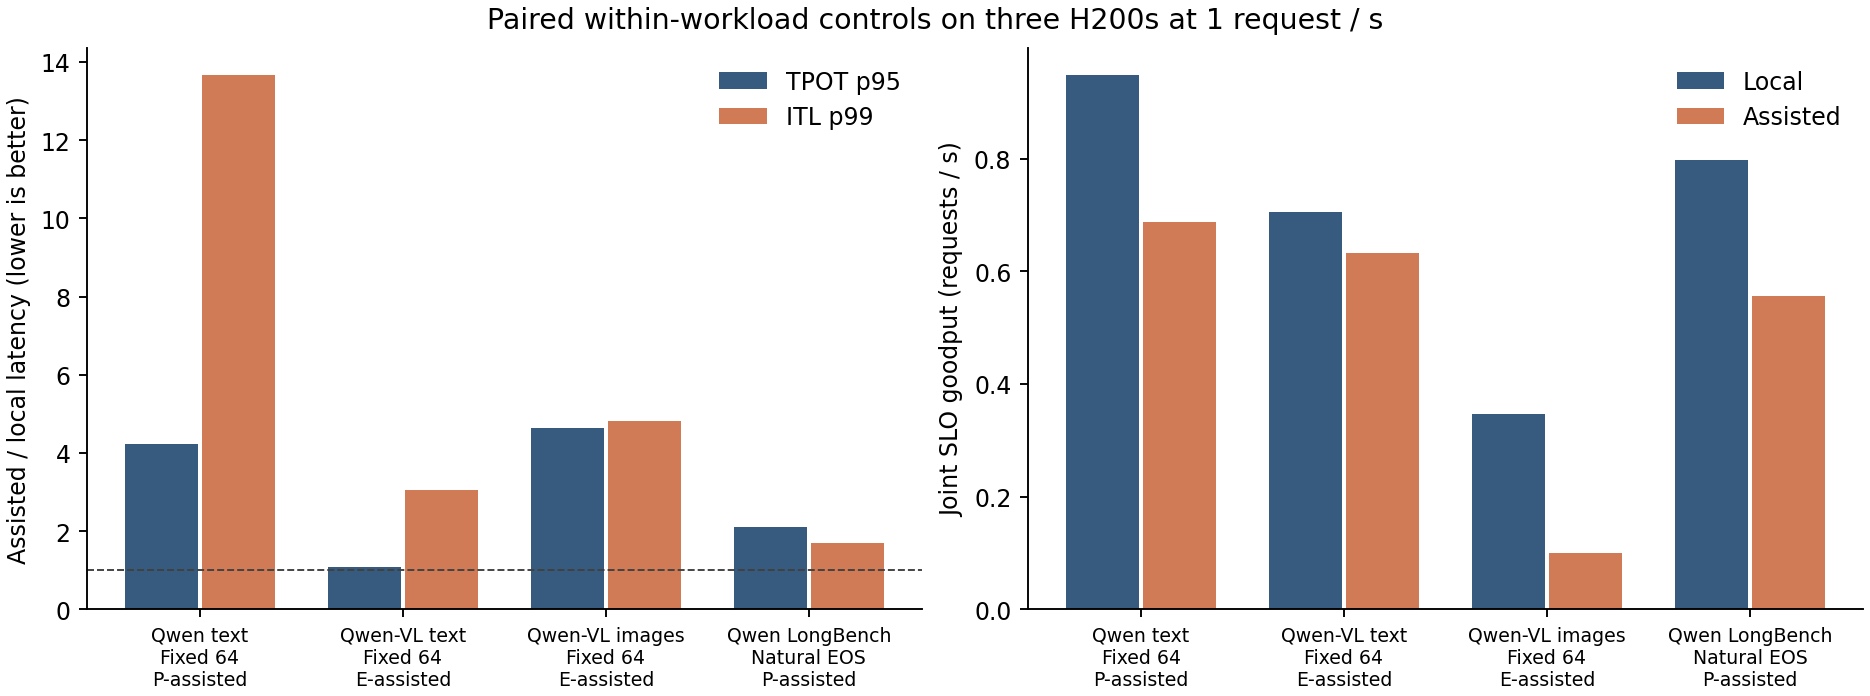 Paired within-workload controls on three H200s at 1 request / s
Assisted / local latency (lower is better)
14
12
10
8
6
4
2
0
TPOT p95
ITL p99
Qwen text
Fixed 64
P-assisted
Qwen-VL text
Fixed 64
E-assisted
Qwen-VL images
Fixed 64
E-assisted
Qwen LongBench
Natural EOS
P-assisted
Joint SLO goodput (requests / s)
0.8
0.6
0.4
0.2
0.0
Local
Assisted
Qwen text
Fixed 64
P-assisted
Qwen-VL text
Fixed 64
E-assisted
Qwen-VL images
Fixed 64
E-assisted
Qwen LongBench
Natural EOS
P-assisted